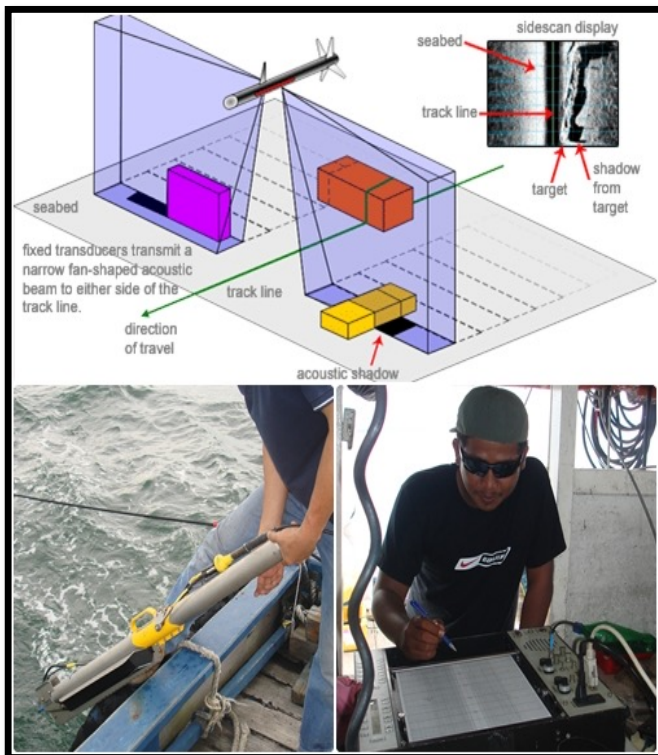 sidescan display
seabed
track line
target
shadow
from
target
seabed
fixed transducers transmit a
narrow fan-shaped acoustic
beam to either side of the
track line.
track line
direction
of travel
acoustic shadow